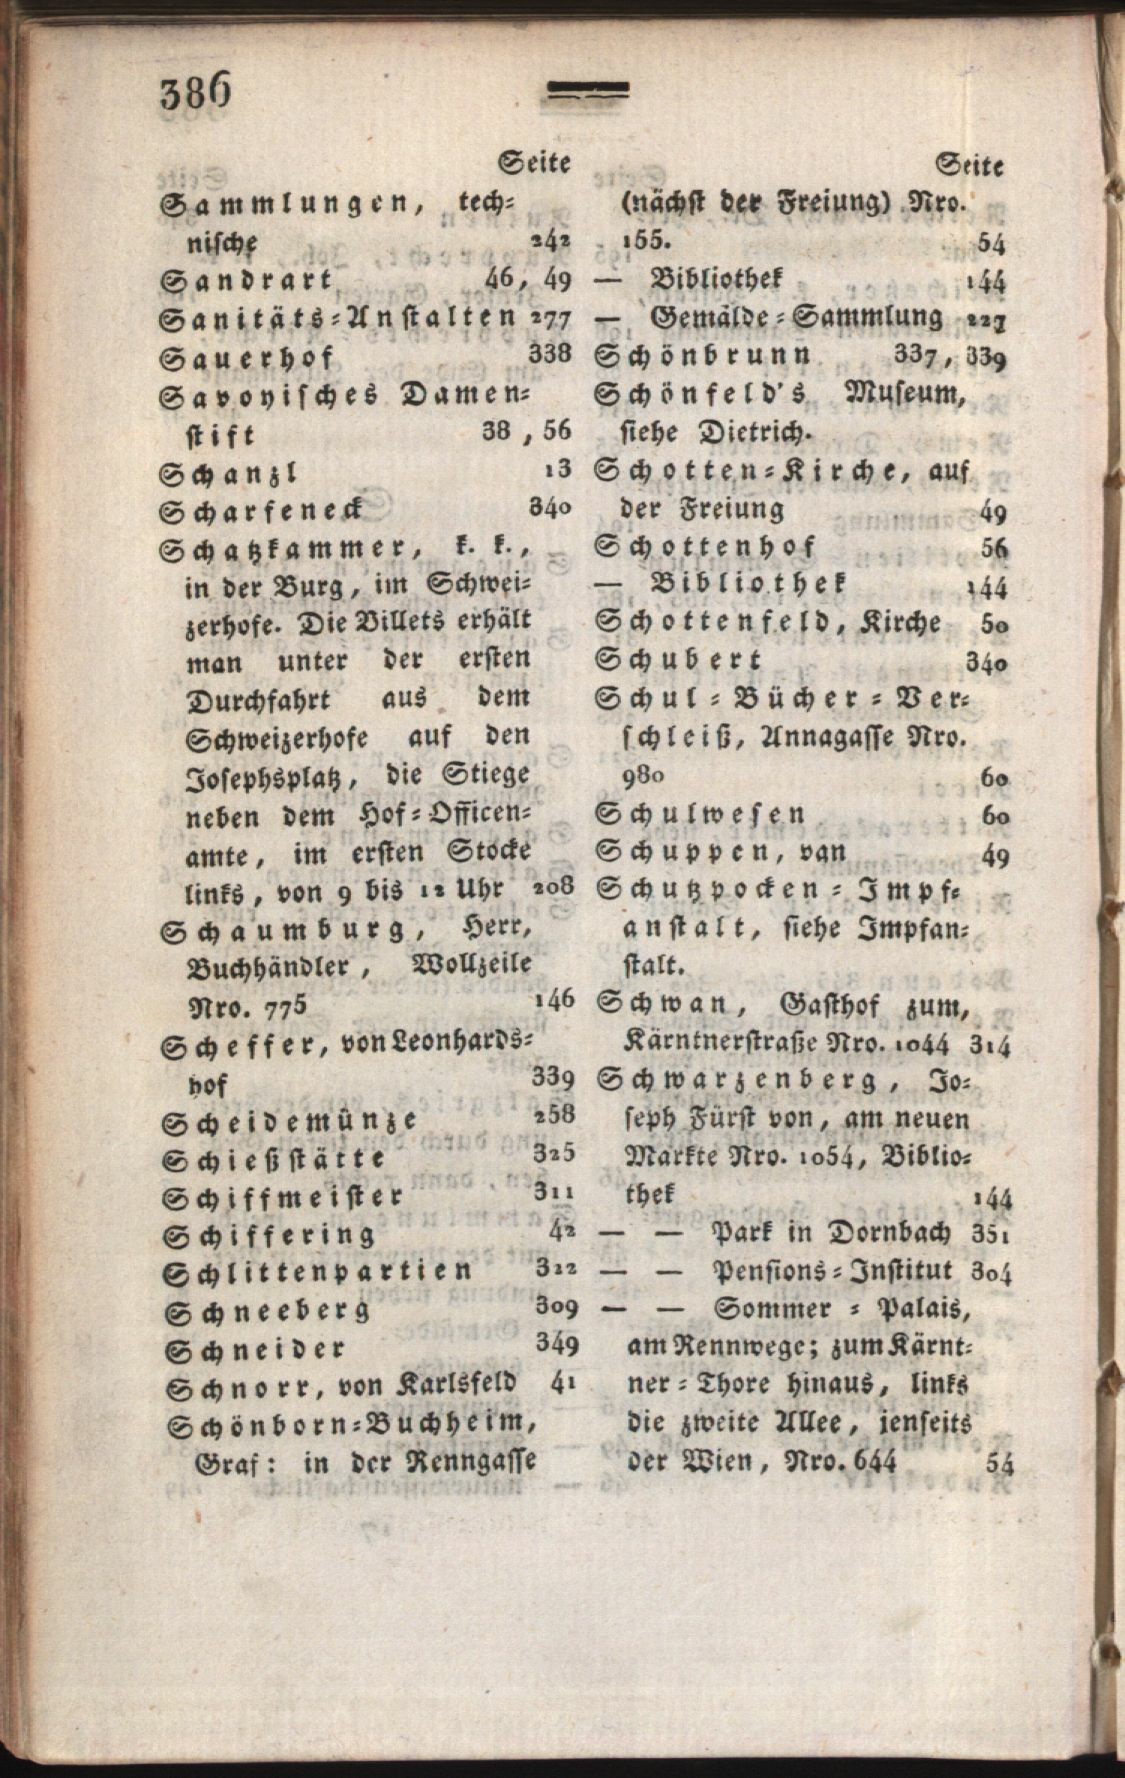 386
Seite
Sammlungen, tech-
nische 242
Sandrart 46, 49
Sanitäts-Anstalten 277
Sauerhof 338
Savoyisches Damen-
stift 38, 56
Schanzl 13
Scharfeneck 340
Schatzkammer, k. k.,
in der Burg, im Schwei-
zerhofe. Die Billets erhält
man unter der ersten
Durchfahrt aus dem
Schweizerhofe auf den
Josephsplatz, die Stiege
neben dem Hof-Officen-
amte, im ersten Stocke
links, von 9 bis 12 Uhr 208
Schaumburg, Herr,
Buchhändler, Wollzeile
Nro. 775 146
Scheffer, von Leonhards-
hof 339
Scheidemünze 258
Schießstätte 325
Schiffmeister 311
Schiffering 42
Schlittenpartien 322
Schneeberg 309
Schneider 349
Schnorr, von Karlsfeld 41
Schönborn-Buchheim,
Graf: in der Renngasse
Seite
(nächst der Freiung) Nro.
155. 54
— Bibliothek 144
— Gemälde-Sammlung 227
Schönbrunn 337, 339
Schönfeld's Museum,
siehe Dietrich.
Schotten-Kirche, auf
der Freiung 49
Schottenhof 56
— Bibliothek 144
Schottenfeld, Kirche 50
Schubert 340
Schul-Bücher-Ver-
schleiß, Annagasse Nro.
980 60
Schulwesen 60
Schuppen, van 49
Schutzpocken-Impf-
anstalt, siehe Impfan-
stalt.
Schwan, Gasthof zum,
Kärntnerstraße Nro. 1044 314
Schwarzenberg, Jo-
seph Fürst von, am neuen
Markte Nro. 1054, Biblio-
thek 144
— — Park in Dornbach 351
— — Pensions-Institut 304
— — Sommer-Palais,
am Rennwege; zum Kärnt-
ner-Thore hinaus, links
die zweite Allee, jenseits
der Wien, Nro. 644 54